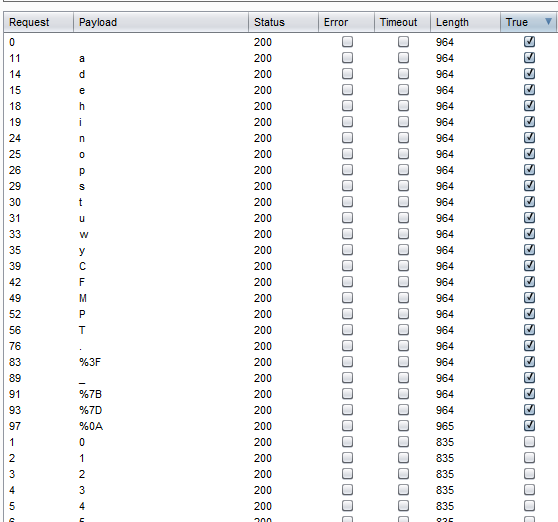 Request Payload Status Error Timeout Length True
0 200 964
11 a 200 964
14 d 200 964
15 e 200 964
18 h 200 964
19 i 200 964
24 n 200 964
25 o 200 964
26 p 200 964
29 s 200 964
30 t 200 964
31 u 200 964
33 w 200 964
35 y 200 964
39 C 200 964
42 F 200 964
49 M 200 964
52 P 200 964
56 T 200 964
76 . 200 964
83 %3F 200 964
89 _ 200 964
91 %7B 200 964
93 %7D 200 964
97 %0A 200 965
1 0 200 835
2 1 200 835
3 2 200 835
4 3 200 835
5 4 200 835